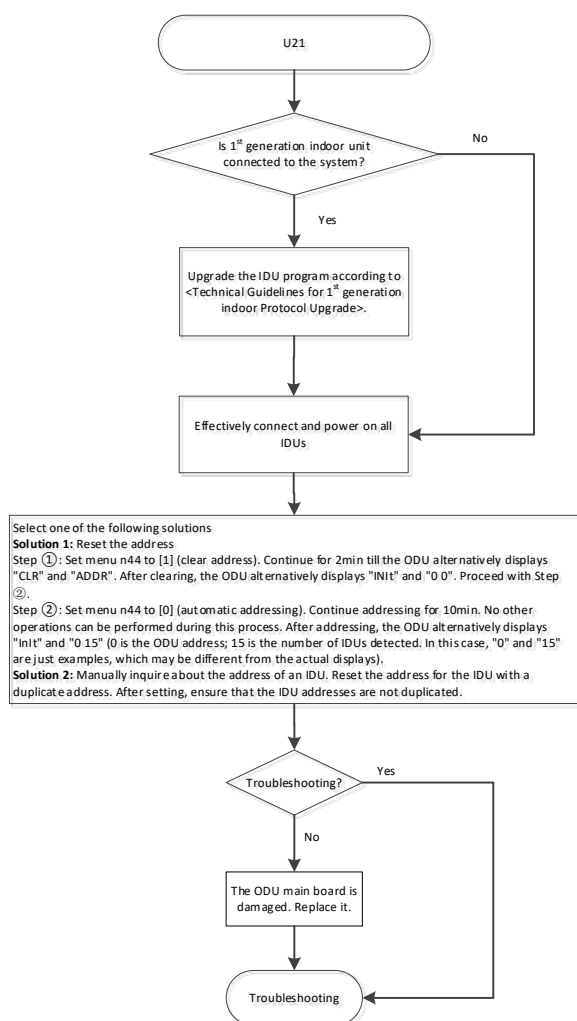 U21
Is 1st generation indoor unit
connected to the system?
No
Yes
Upgrade the IDU program according to
<Technical Guidelines for 1st generation
indoor Protocol Upgrade>.
Effectively connect and power on all
IDUs
Select one of the following solutions
Solution 1: Reset the address
Step ①: Set menu n44 to [1] (clear address). Continue for 2min till the ODU alternatively displays
"CLR" and "ADDR". After clearing, the ODU alternatively displays "INIt" and "0 0". Proceed with Step
②.
Step ②: Set menu n44 to [0] (automatic addressing). Continue addressing for 10min. No other
operations can be performed during this process. After addressing, the ODU alternatively displays
"InIt" and "0 15" (0 is the ODU address; 15 is the number of IDUs detected. In this case, "0" and "15"
are just examples, which may be different from the actual displays).
Solution 2: Manually inquire about the address of an IDU. Reset the address for the IDU with a
duplicate address. After setting, ensure that the IDU addresses are not duplicated.
Troubleshooting?
Yes
No
The ODU main board is
damaged. Replace it.
Troubleshooting